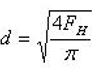 d = √(4F_H / π)